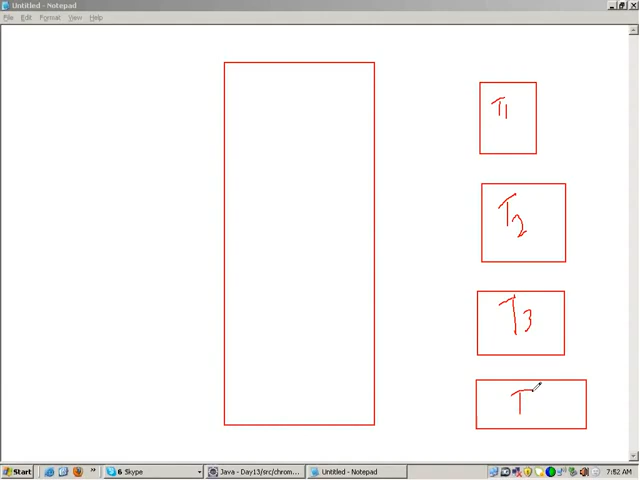 Untitled - Notepad
File Edit Format View Help
T1
T2
T3
T
Start
6 Skype
Java - Day13/src/chrom...
Untitled - Notepad
7:52 AM